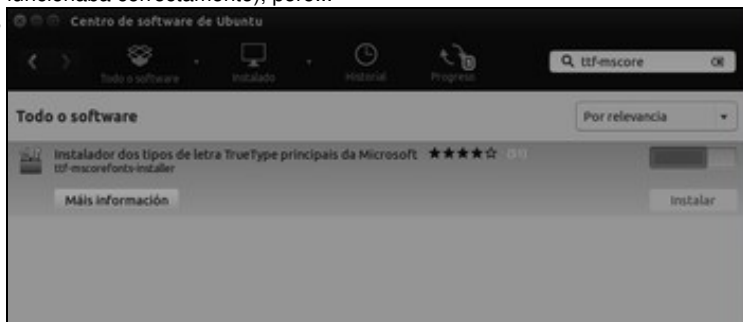 funcionaba correctamente), pero...
Centro de software de Ubuntu
Todo o software
Instalado
Historial
Progreso
ttf-mscore
Todo o software
Por relevancia
Instalador dos tipos de letra TrueType principais da Microsoft
ttf-mscorefonts-installer
Máis información
Instalar